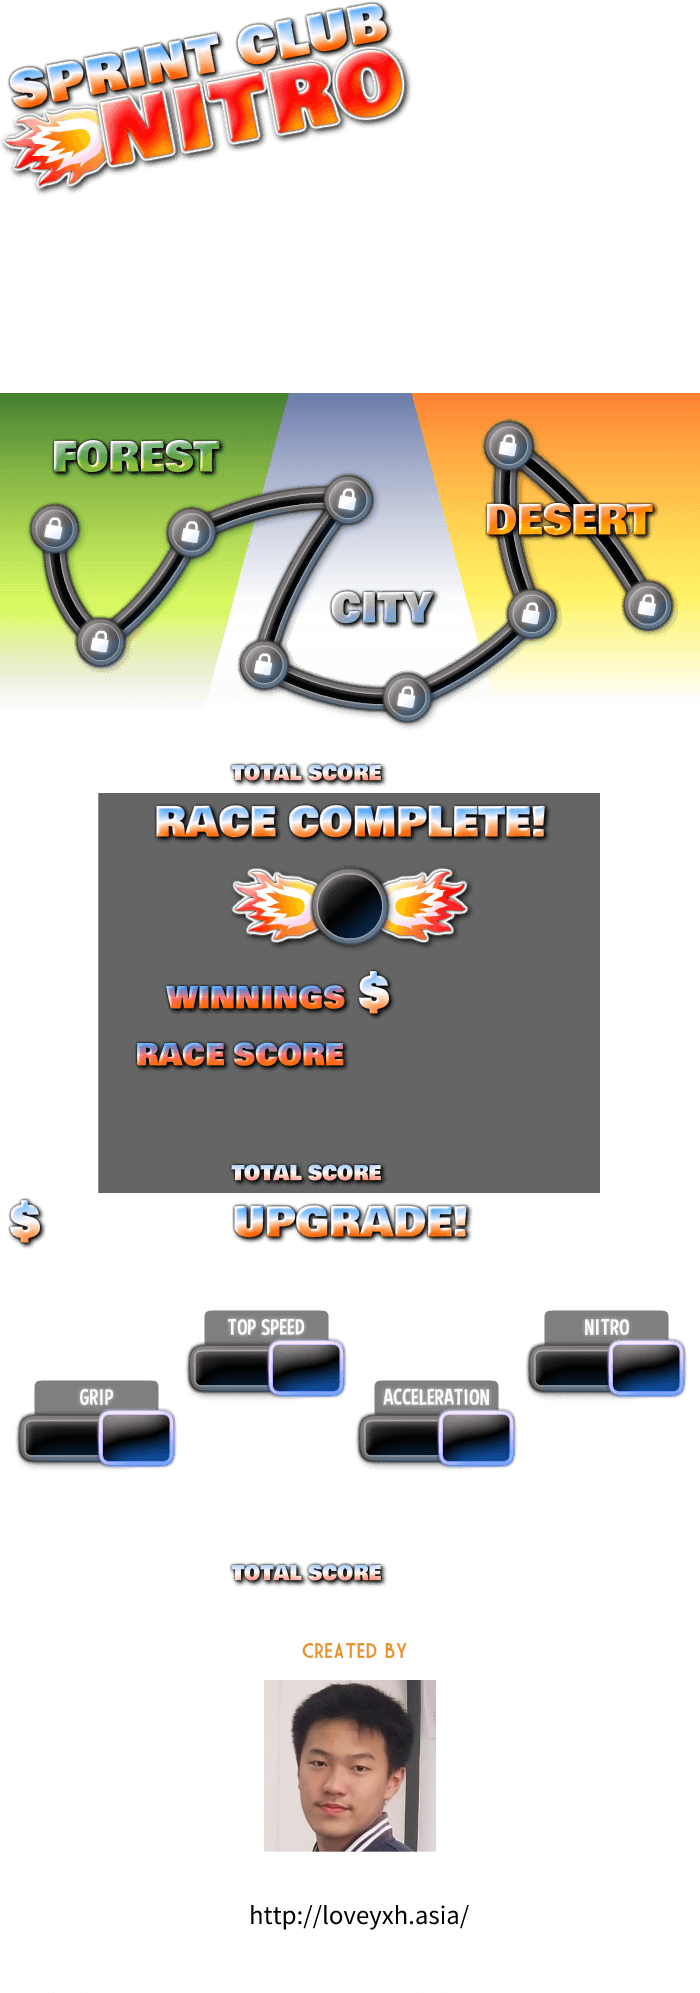 SPRINT CLUB
NITRO
FOREST
DESERT
CITY
TOTAL SCORE
RACE COMPLETE!
WINNINGS $
RACE SCORE
TOTAL SCORE
$ UPGRADE!
TOP SPEED
NITRO
GRIP
ACCELERATION
TOTAL SCORE
CREATED BY
http://loveyxh.asia/